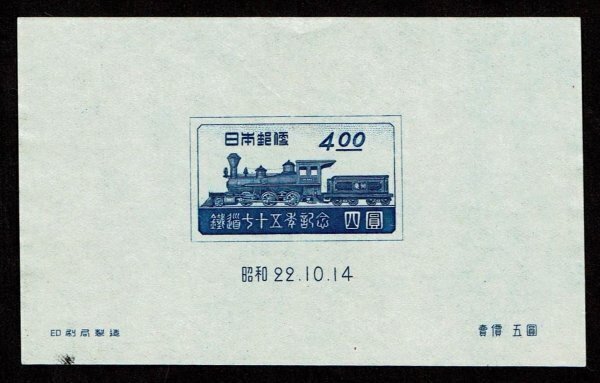 日本郵便 4.00
鐵道七十五年記念 四圓
昭和 22.10.14
印刷局製造
賣價 五圓